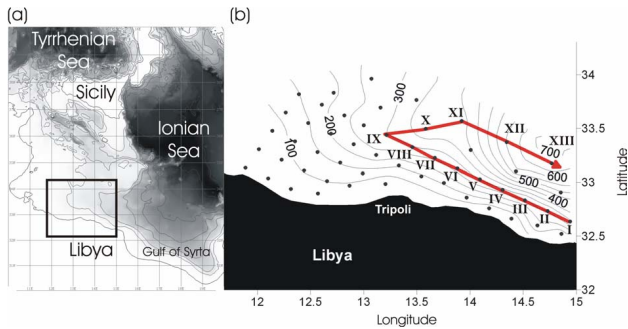 (a)
Tyrrhenian
Sea
Sicily
Ionian
Sea
Libya
Gulf of Syrta
(b)
34
33.5
33
32.5
32
Latitude
300
200
100
700
600
500
400
I
II
III
IV
V
VI
VII
VIII
IX
X
XI
XII
XIII
Tripoli
Libya
12
12.5
13
13.5
14
14.5
15
Longitude